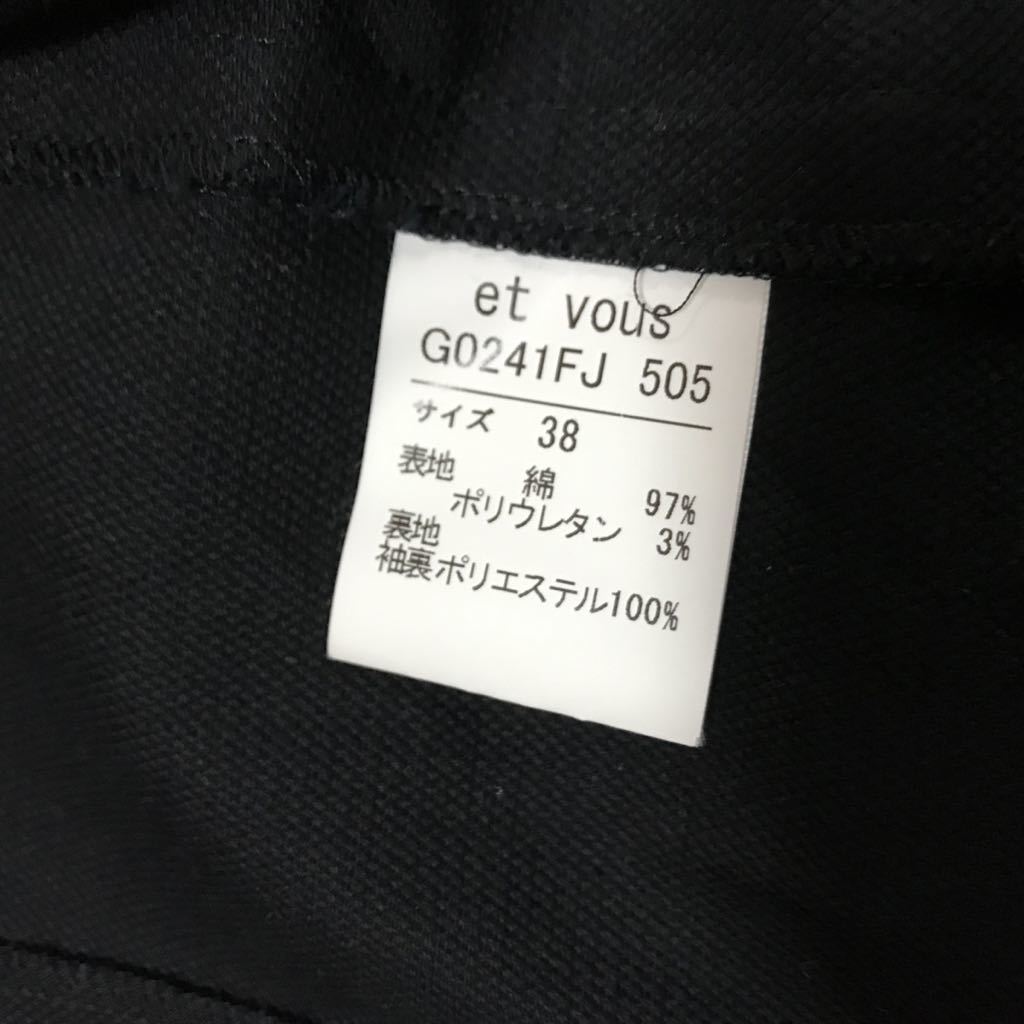 et vous
G0241FJ 505
サイズ 38
表地 綿 97%
ポリウレタン 3%
裏地
袖裏ポリエステル100%